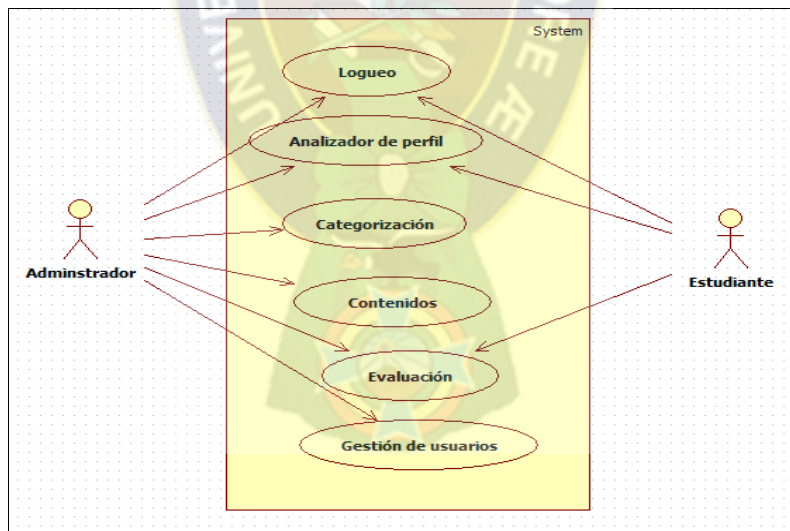 System
Logueo
Analizador de perfil
Categorización
Adminstrador
Estudiante
Contenidos
Evaluación
Gestión de usuarios